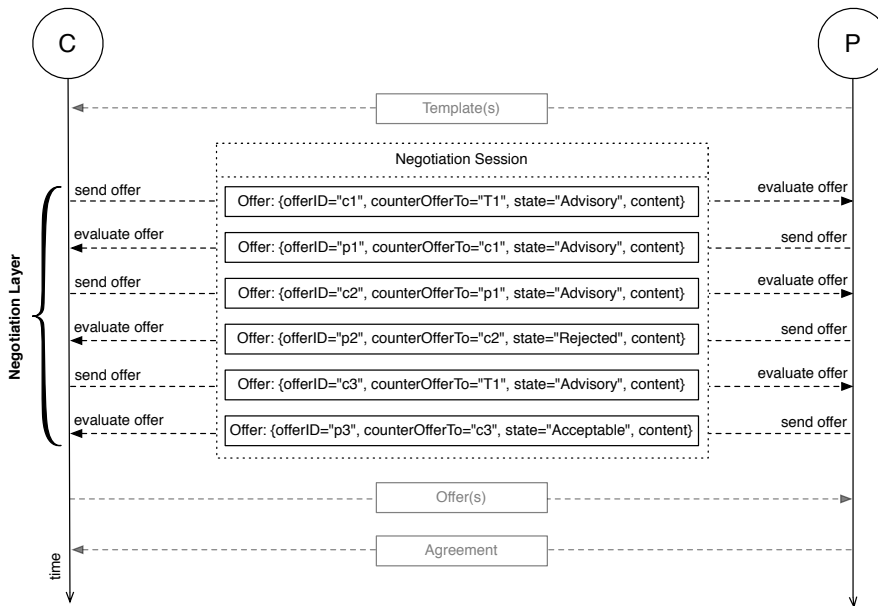 C
P
Template(s)
Negotiation Session
send offer
Offer: {offerID="c1", counterOfferTo="T1", state="Advisory", content}
evaluate offer
evaluate offer
Offer: {offerID="p1", counterOfferTo="c1", state="Advisory", content}
send offer
send offer
Offer: {offerID="c2", counterOfferTo="p1", state="Advisory", content}
evaluate offer
evaluate offer
Offer: {offerID="p2", counterOfferTo="c2", state="Rejected", content}
send offer
send offer
Offer: {offerID="c3", counterOfferTo="T1", state="Advisory", content}
evaluate offer
evaluate offer
Offer: {offerID="p3", counterOfferTo="c3", state="Acceptable", content}
send offer
Negotiation Layer
Offer(s)
Agreement
time